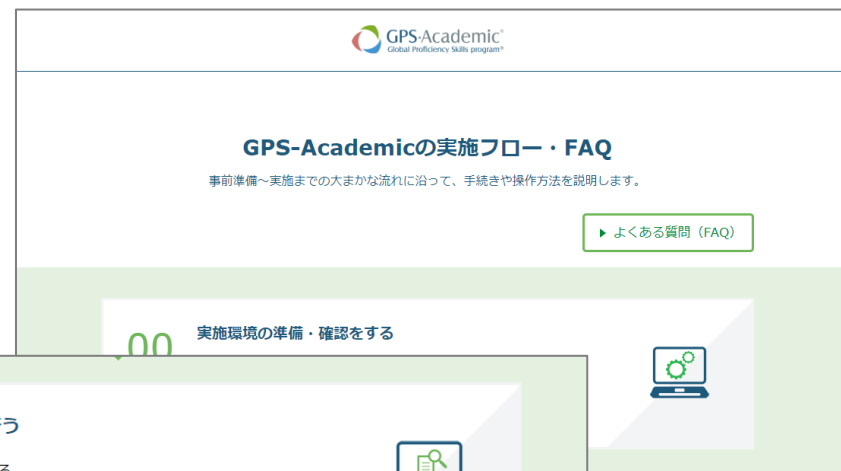 GPS-Academic®
Global Proficiency Skills program®
GPS-Academicの実施フロー・FAQ
事前準備~実施までの大まかな流れに沿って、手続きや操作方法を説明します。
よくある質問(FAQ)
00
実施環境の準備・確認をする
う
る